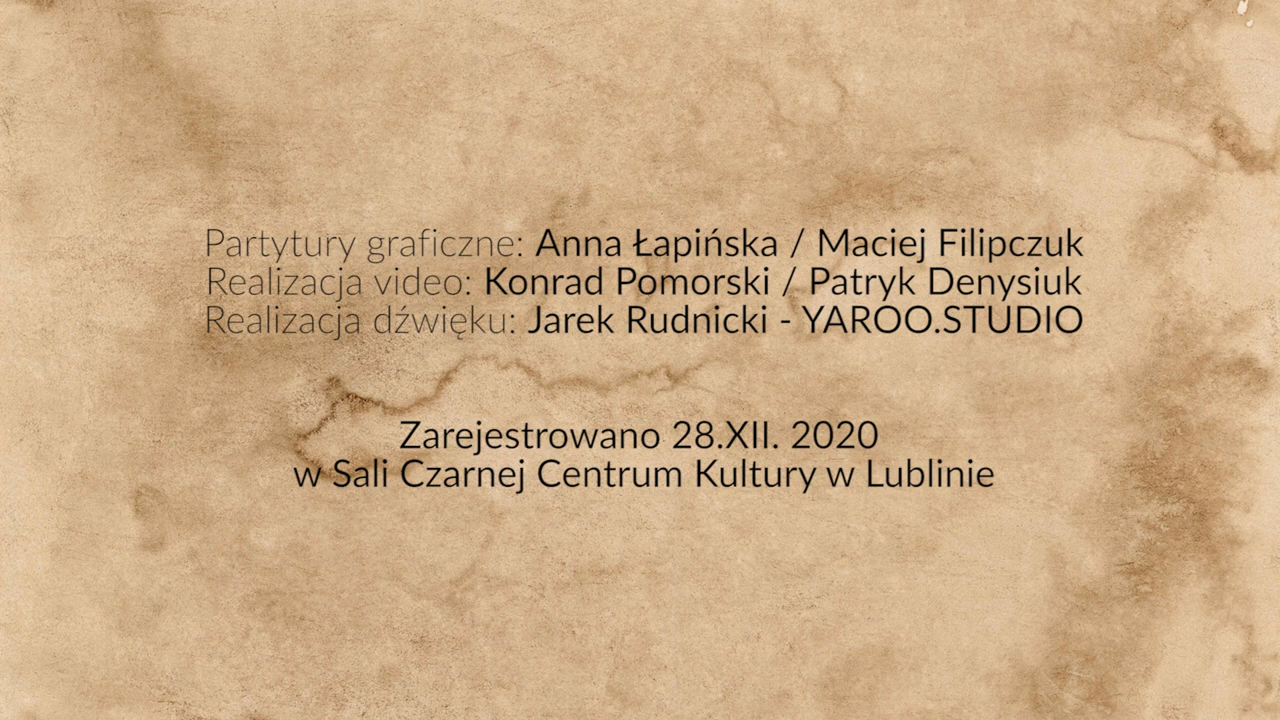 Partytury graficzne: Anna Łapińska / Maciej Filipczuk
Realizacja video: Konrad Pomorski / Patryk Denysiuk
Realizacja dźwięku: Jarek Rudnicki - YAROO.STUDIO
Zarejestrowano 28.XII. 2020
w Sali Czarnej Centrum Kultury w Lublinie